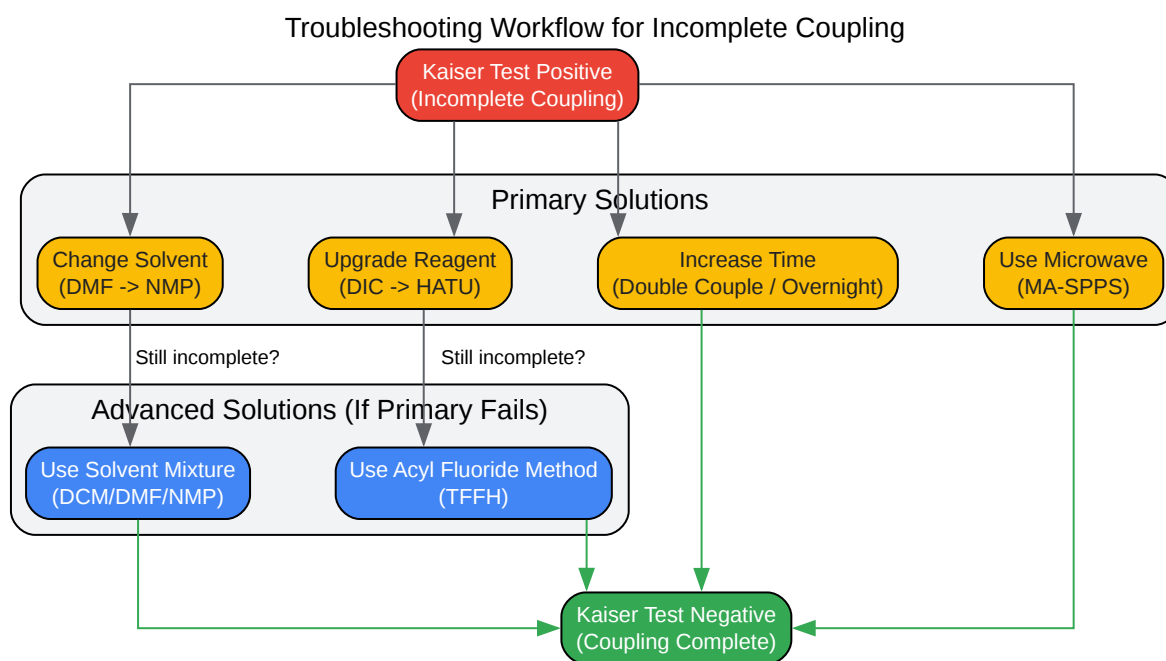 Troubleshooting Workflow for Incomplete Coupling
Kaiser Test Positive
(Incomplete Coupling)
Primary Solutions
Change Solvent
(DMF -> NMP)
Upgrade Reagent
(DIC -> HATU)
Increase Time
(Double Couple / Overnight)
Use Microwave
(MA-SPPS)
Still incomplete?
Still incomplete?
Advanced Solutions (If Primary Fails)
Use Solvent Mixture
(DCM/DMF/NMP)
Use Acyl Fluoride Method
(TFFH)
Kaiser Test Negative
(Coupling Complete)